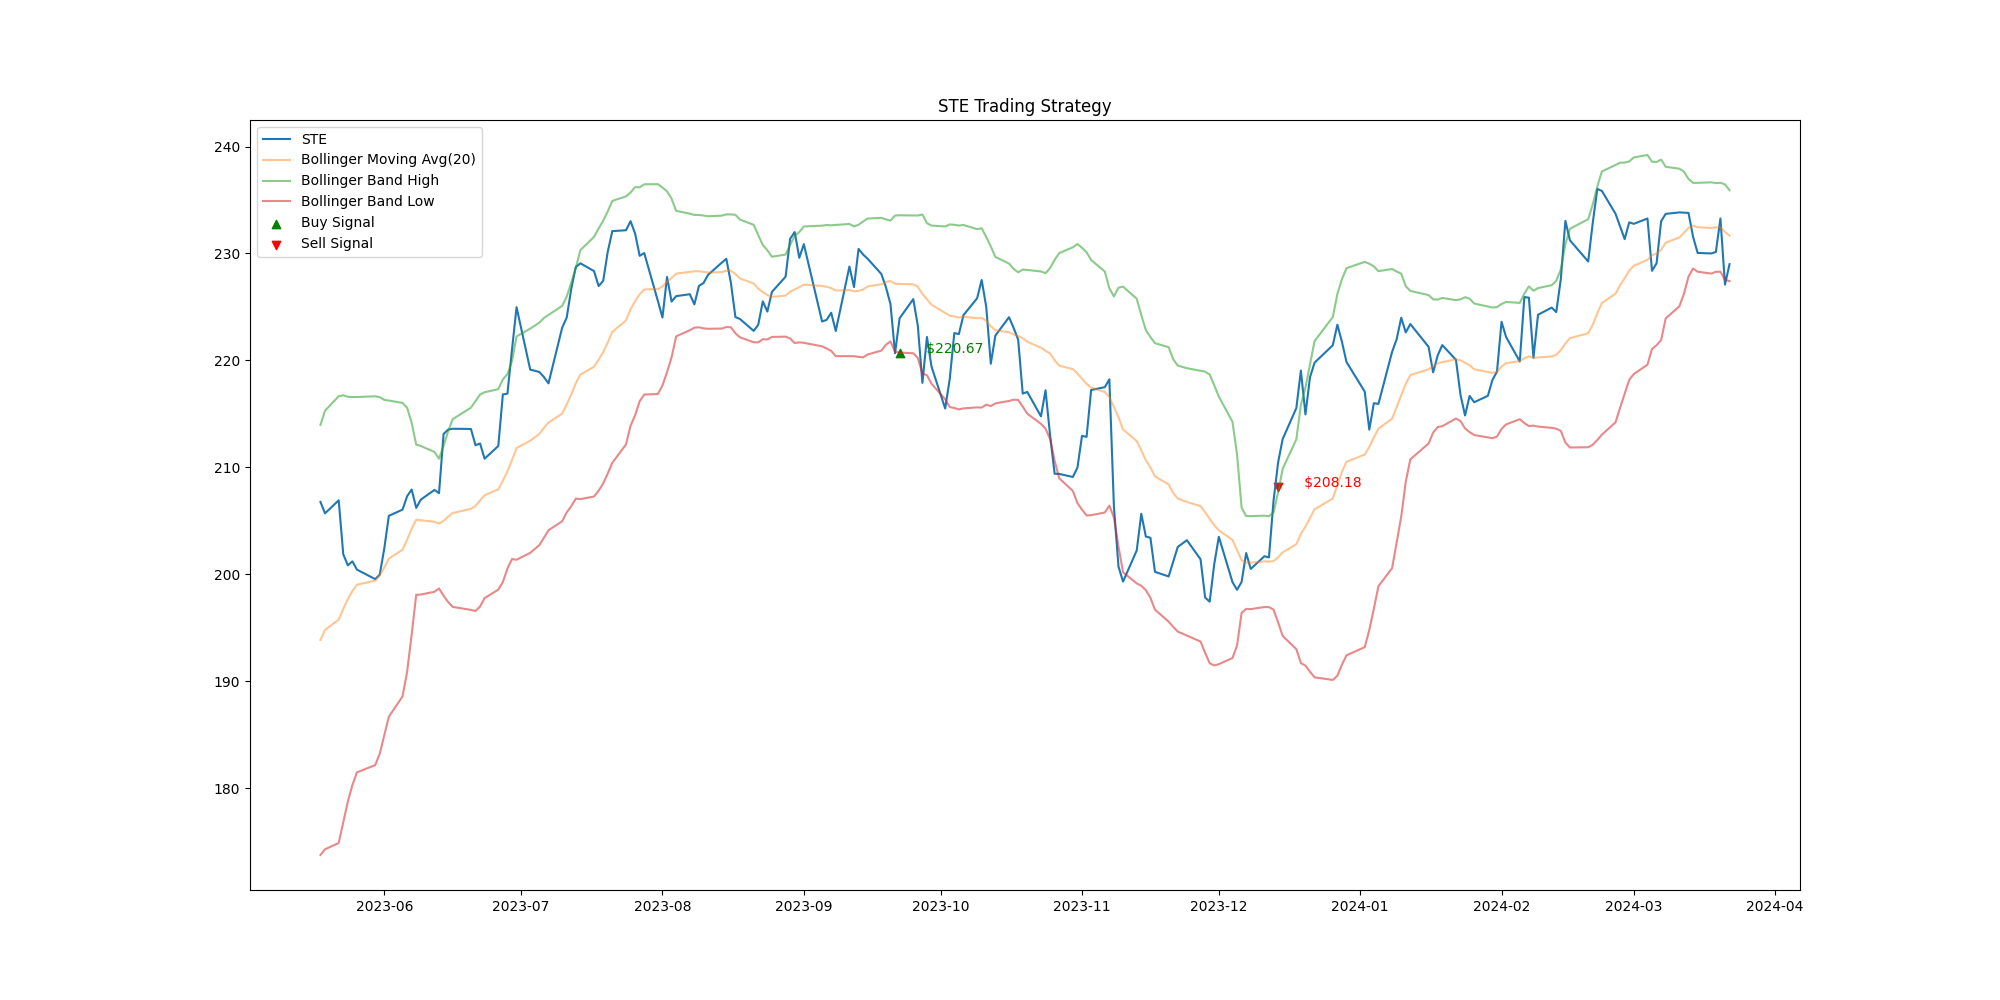 STE Trading Strategy
STE
Bollinger Moving Avg(20)
Bollinger Band High
Bollinger Band Low
Buy Signal
Sell Signal
240
230
220
210
200
190
180
$220.67
$208.18
2023-06 2023-07 2023-08 2023-09 2023-10 2023-11 2023-12 2024-01 2024-02 2024-03 2024-04